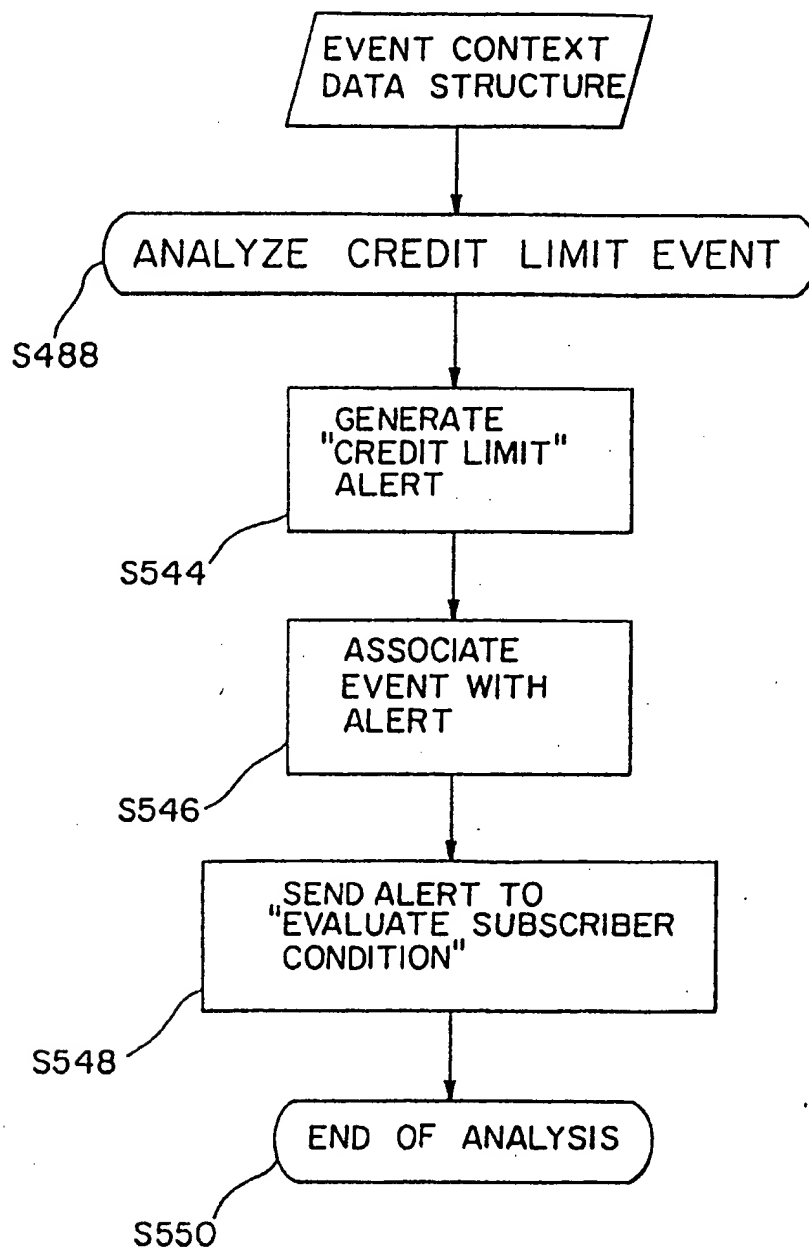 EVENT CONTEXT
DATA STRUCTURE
ANALYZE CREDIT LIMIT EVENT
S488
GENERATE
"CREDIT LIMIT"
ALERT
S544
ASSOCIATE
EVENT WITH
ALERT
S546
SEND ALERT TO
"EVALUATE SUBSCRIBER
CONDITION"
S548
END OF ANALYSIS
S550